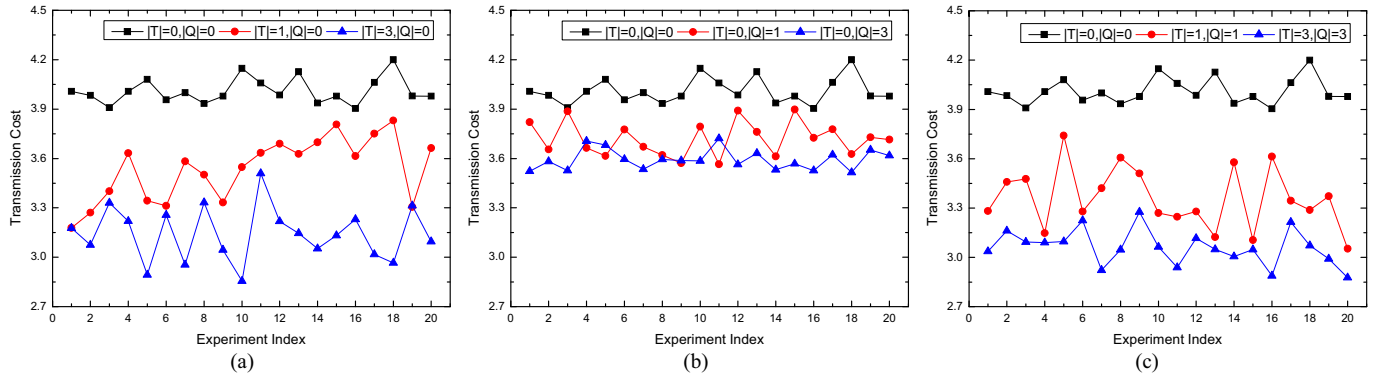 4.5
4.2
3.9
3.6
3.3
3.0
2.7
Transmission Cost
|T|=0,|Q|=0 |T|=1,|Q|=0 |T|=3,|Q|=0
0 2 4 6 8 10 12 14 16 18 20
Experiment Index
(a)
4.5
4.2
3.9
3.6
3.3
3.0
2.7
Transmission Cost
|T|=0,|Q|=0 |T|=0,|Q|=1 |T|=0,|Q|=3
0 2 4 6 8 10 12 14 16 18 20
Experiment Index
(b)
4.5
4.2
3.9
3.6
3.3
3.0
2.7
Transmission Cost
|T|=0,|Q|=0 |T|=1,|Q|=1 |T|=3,|Q|=3
0 2 4 6 8 10 12 14 16 18 20
Experiment Index
(c)